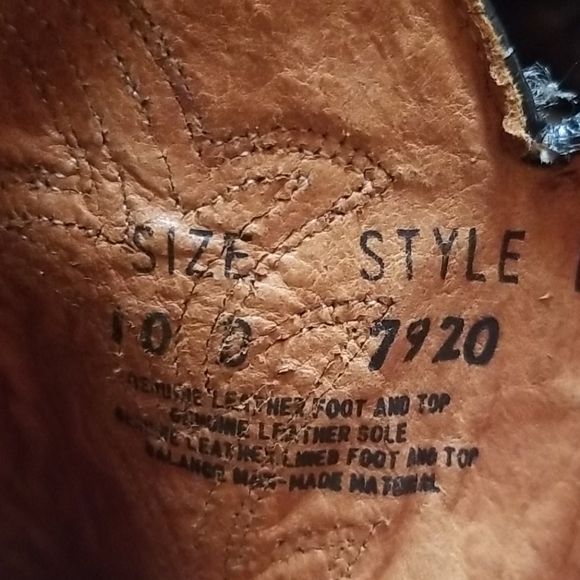 SIZE STYLE
10 D 7920
GENUINE LEATHER FOOT AND TOP
GENUINE LEATHER SOLE
GENUINE LEATHER LINED FOOT AND TOP
BALANCE MAN-MADE MATERIAL